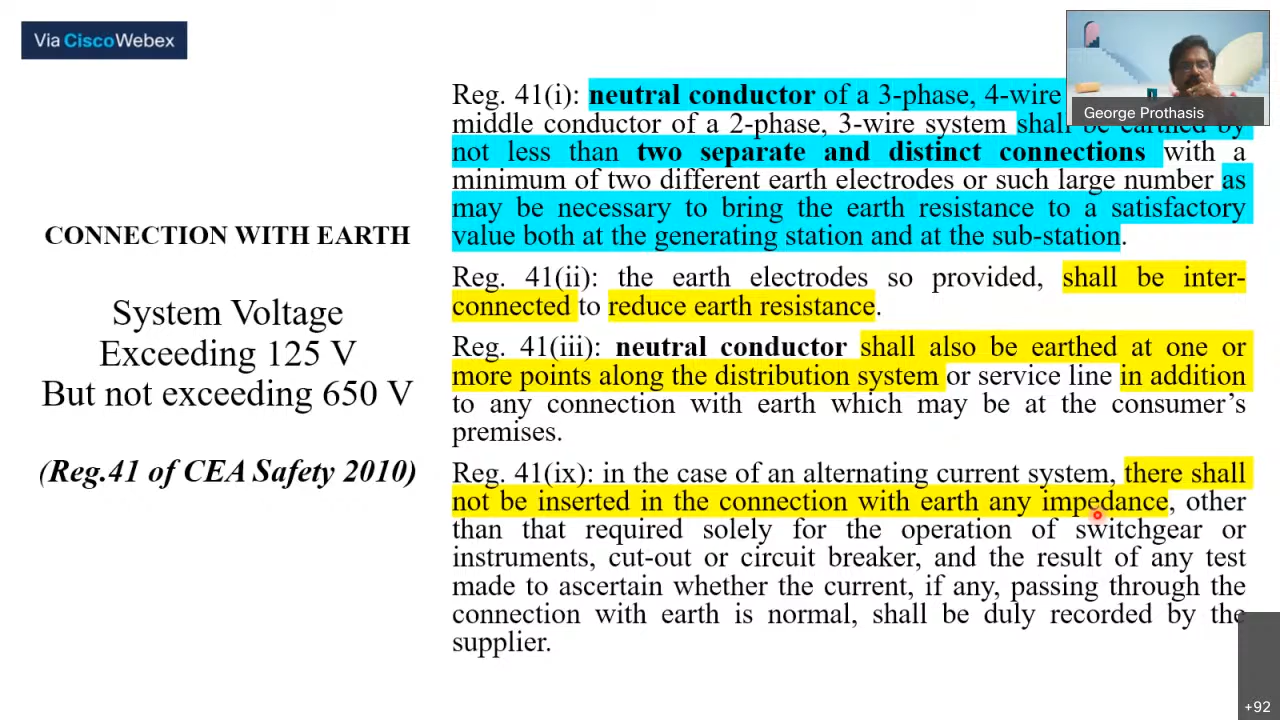 Via Cisco Webex
George Prothasis
CONNECTION WITH EARTH
System Voltage
Exceeding 125 V
But not exceeding 650 V
(Reg.41 of CEA Safety 2010)
Reg. 41(i): neutral conductor of a 3-phase, 4-wire
middle conductor of a 2-phase, 3-wire system shall be earthed by
not less than two separate and distinct connections with a
minimum of two different earth electrodes or such large number as
may be necessary to bring the earth resistance to a satisfactory
value both at the generating station and at the sub-station.
Reg. 41(ii): the earth electrodes so provided, shall be inter-
connected to reduce earth resistance.
Reg. 41(iii): neutral conductor shall also be earthed at one or
more points along the distribution system or service line in addition
to any connection with earth which may be at the consumer's
premises.
Reg. 41(ix): in the case of an alternating current system, there shall
not be inserted in the connection with earth any impedance, other
than that required solely for the operation of switchgear or
instruments, cut-out or circuit breaker, and the result of any test
made to ascertain whether the current, if any, passing through the
connection with earth is normal, shall be duly recorded by the
supplier.
+92